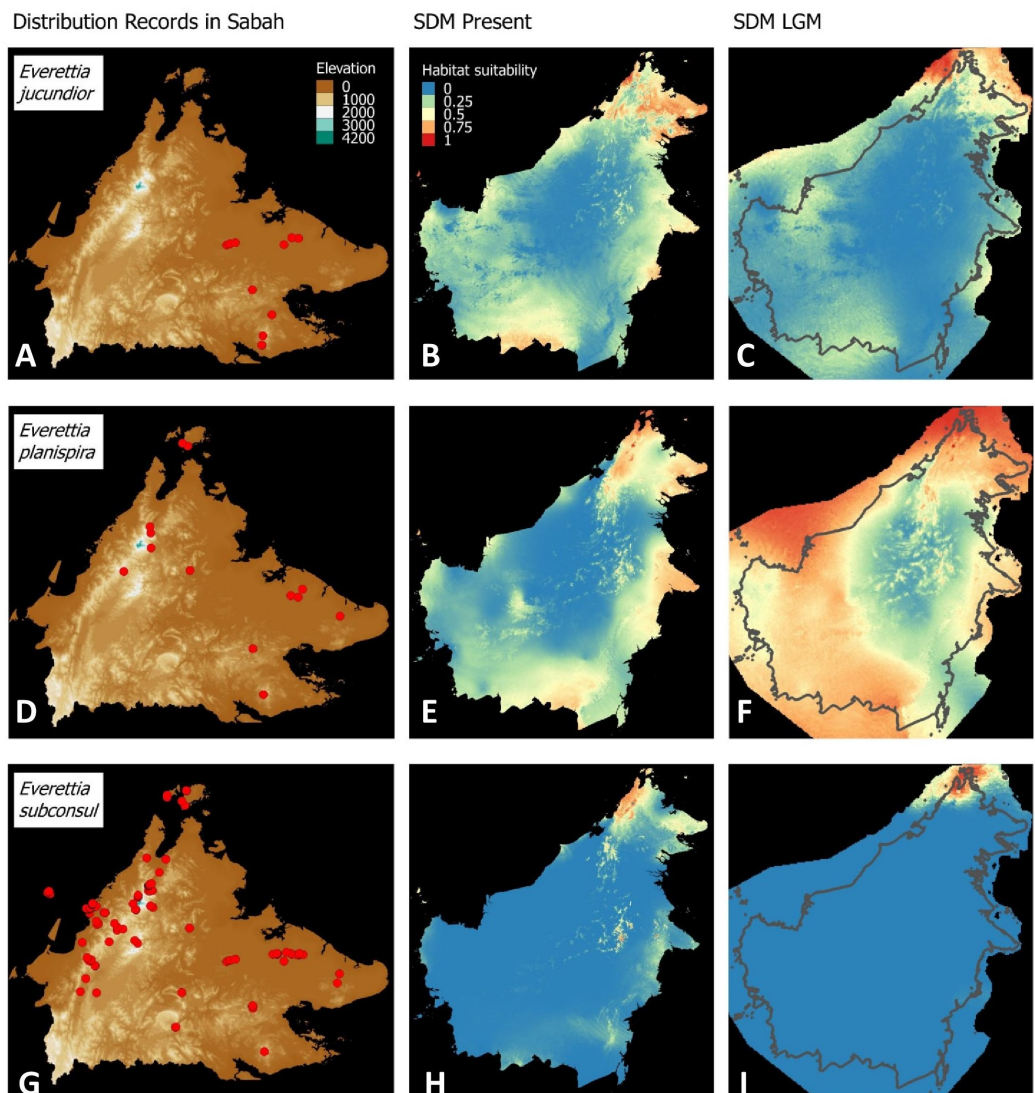 Distribution Records in Sabah
SDM Present
SDM LGM
Everettia
jucundior
Elevation
0
1000
2000
3000
4200
Habitat suitability
0
0.25
0.5
0.75
1
A
B
C
Everettia
planispira
D
E
F
Everettia
subconsul
G
H
I